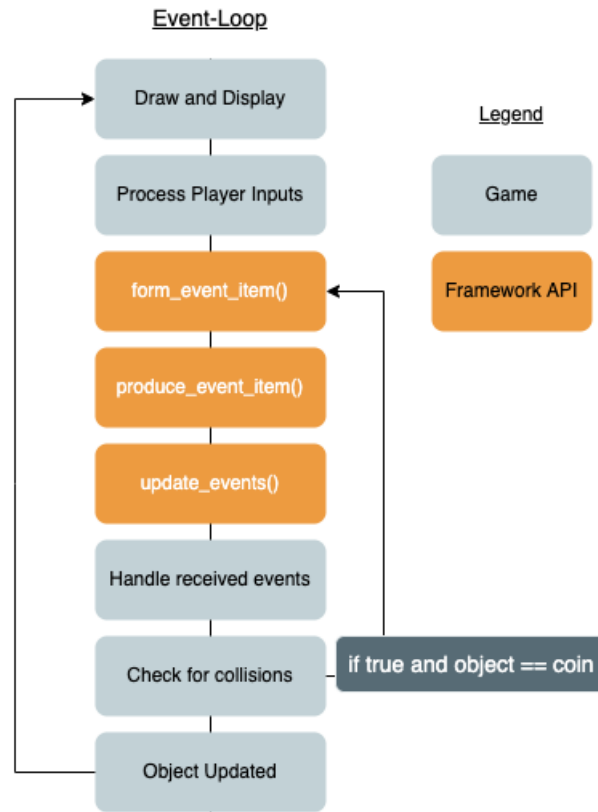 Event-Loop
Draw and Display
Legend
Process Player Inputs
Game
form_event_item()
Framework API
produce_event_item()
update_events()
Handle received events
if true and object == coin
Check for collisions
Object Updated